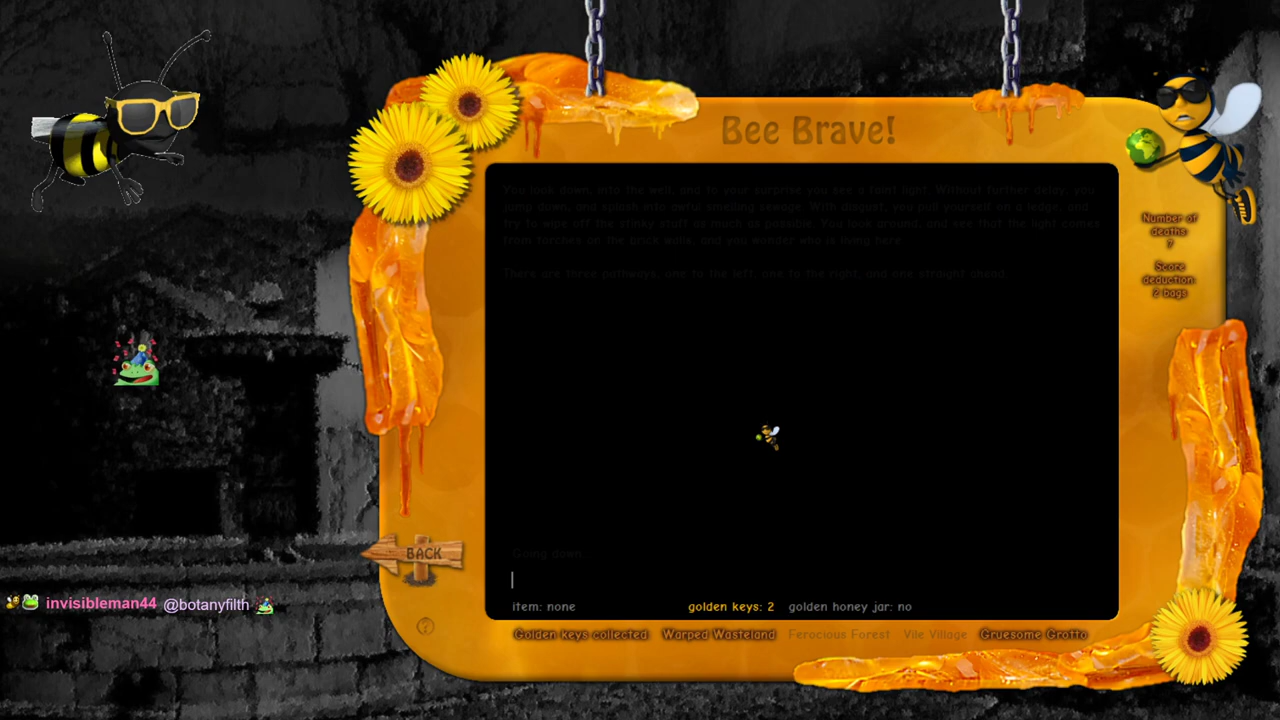 Bee Brave!
You look down, into the well, and to your surprise you see a faint light. Without further delay, you
jump down, and splash into awful smelling sewage. With disgust, you pull yourself on a ledge, and
try to wipe off the stinky stuff as much as possible. You look around, and see that the light comes
from torches on the brick walls, and you wonder who is living here.
There are three pathways: one to the left, one to the right, and one straight ahead.
Number of
deaths:
7
Score
deduction:
2 bags
Going down...
BACK
item: none
golden keys: 2
golden honey jar: no
Golden keys collected
Warped Wasteland
Ferocious Forest
Vile Village
Gruesome Grotto
invisibleman44 @botanyfilth